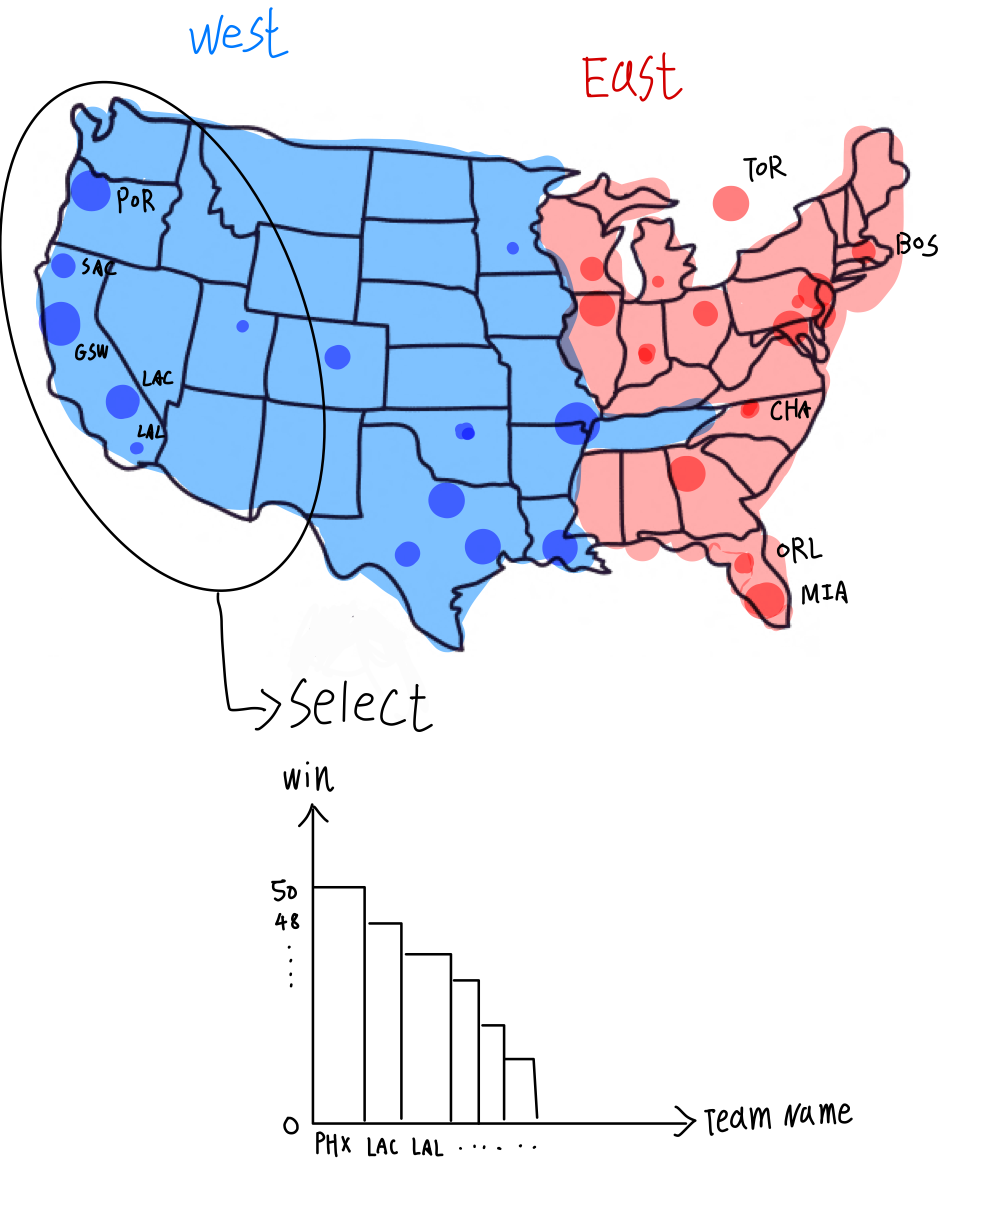 West
East
TOR
POR
BOS
SAC
GSW
LAC
LAL
CHA
ORL
MIA
Select
win
50
48
0
PHX LAC LAL ..... ..
Team Name